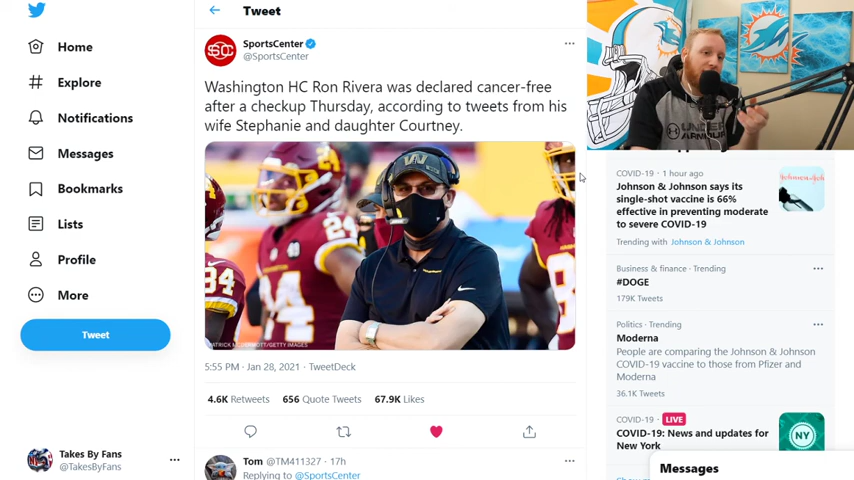 Home
Explore
Notifications
Messages
Bookmarks
Lists
Profile
More
Tweet
Takes By Fans
@TakesByFans
Tweet
SC
SportsCenter
@SportsCenter
Washington HC Ron Rivera was declared cancer-free
after a checkup Thursday, according to tweets from his
wife Stephanie and daughter Courtney.
24
84
W
PATRICK MCDERMOTT/GETTY IMAGES
5:55 PM · Jan 28, 2021 · TweetDeck
4.6K Retweets 656 Quote Tweets 67.9K Likes
Tom @TM411327 · 17h
Replying to @SportsCenter
UNDER ARMOUR
COVID-19 · 1 hour ago
Johnson & Johnson says its
single-shot vaccine is 66%
effective in preventing moderate
to severe COVID-19
Trending with Johnson & Johnson
Business & finance · Trending
#DOGE
179K Tweets
Politics · Trending
Moderna
People are comparing the Johnson & Johnson
COVID-19 vaccine to those from Pfizer and
Moderna
36.1K Tweets
COVID-19 · LIVE
COVID-19: News and updates for
New York
NY
Messages